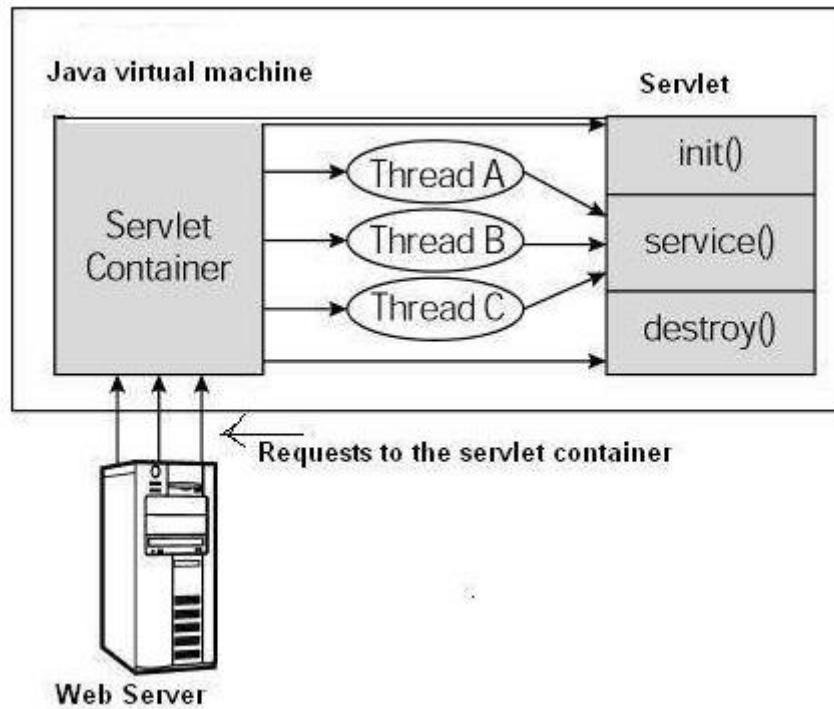 Java virtual machine
Servlet
Servlet
Container
Thread A
Thread B
Thread C
init()
service()
destroy()
Requests to the servlet container
Web Server